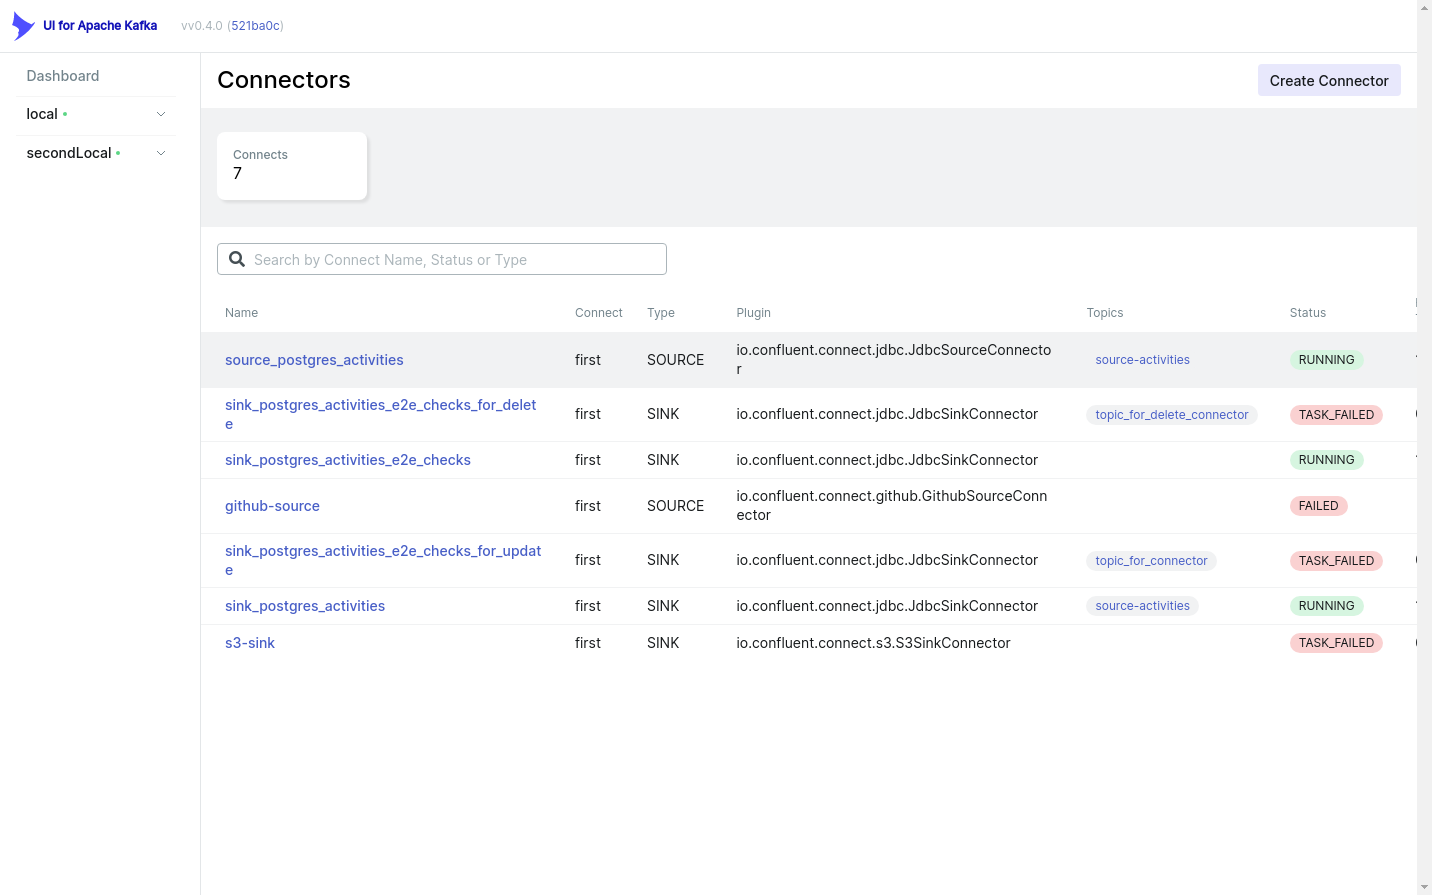 UI for Apache Kafka vv0.4.0 (521ba0c)
Dashboard
local
secondLocal
Connectors
Create Connector
Connects
7
Search by Connect Name, Status or Type
Name Connect Type Plugin Topics Status
source_postgres_activities first SOURCE io.confluent.connect.jdbc.JdbcSourceConnecto
r source-activities RUNNING
sink_postgres_activities_e2e_checks_for_delet
e first SINK io.confluent.connect.jdbc.JdbcSinkConnector topic_for_delete_connector TASK_FAILED
sink_postgres_activities_e2e_checks first SINK io.confluent.connect.jdbc.JdbcSinkConnector RUNNING
github-source first SOURCE io.confluent.connect.github.GithubSourceConn
ector FAILED
sink_postgres_activities_e2e_checks_for_updat
e first SINK io.confluent.connect.jdbc.JdbcSinkConnector topic_for_connector TASK_FAILED
sink_postgres_activities first SINK io.confluent.connect.jdbc.JdbcSinkConnector source-activities RUNNING
s3-sink first SINK io.confluent.connect.s3.S3SinkConnector TASK_FAILED